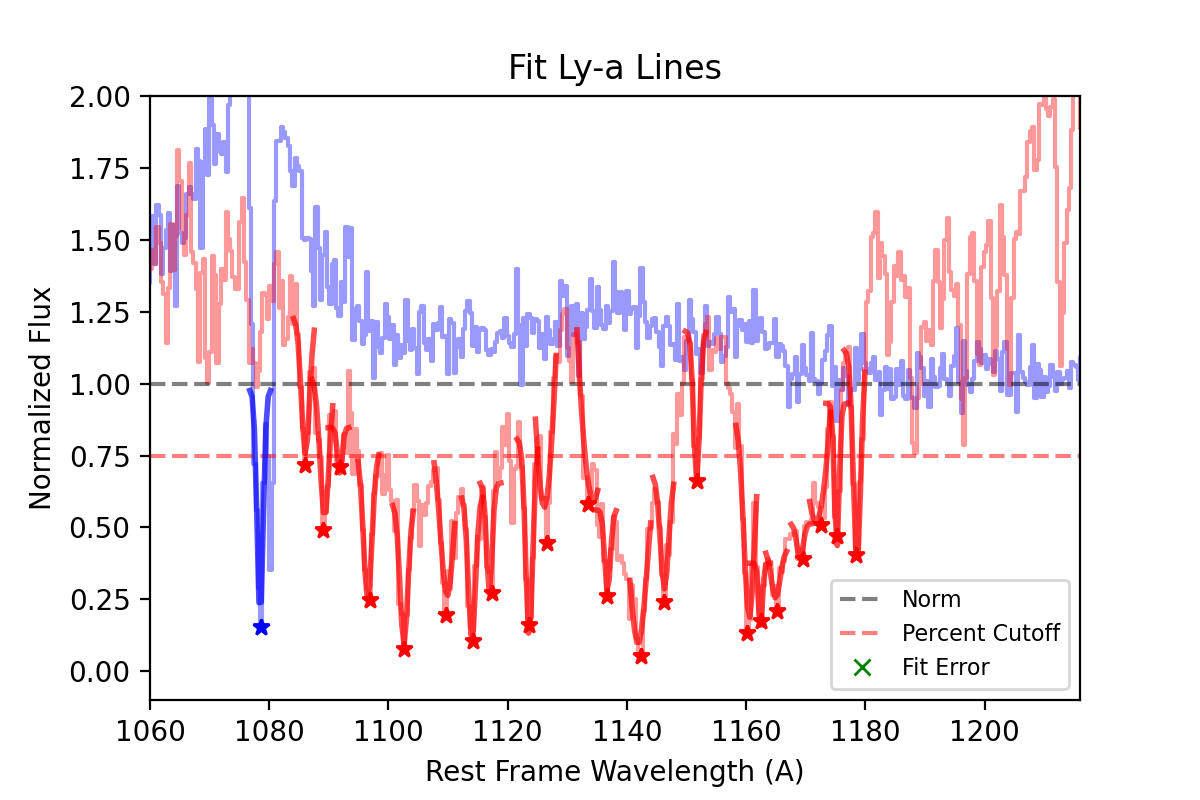 Fit Ly-a Lines
2.00
1.75
1.50
1.25
1.00
0.75
0.50
0.25
0.00
Normalized Flux
Norm
Percent Cutoff
Fit Error
1060 1080 1100 1120 1140 1160 1180 1200
Rest Frame Wavelength (A)